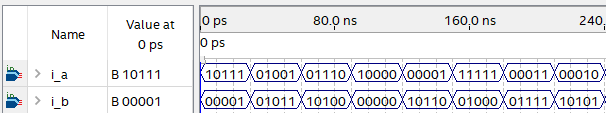 Name Value at 0 ps 0 ps 80.0 ns 160.0 ns 240.
0 ps
i_a B 10111 10111 01001 01110 10000 00001 11111 00011 00010
i_b B 00001 00001 01011 10100 00000 10110 01000 01111 10101